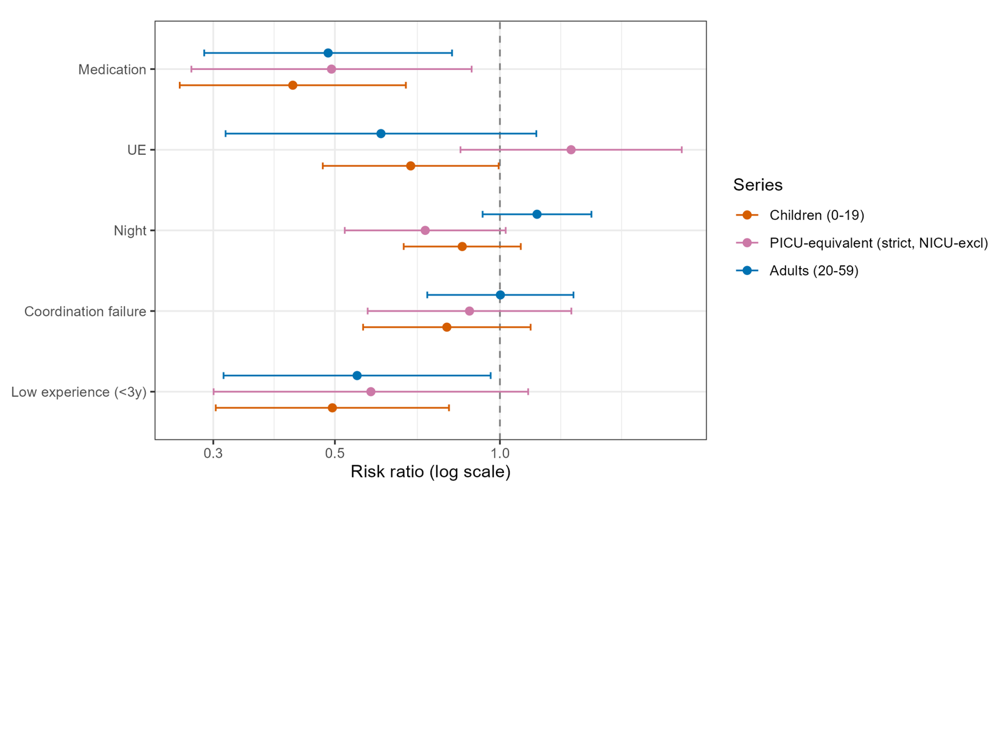 Medication
UE
Night
Coordination failure
Low experience (<3y)
0.3
0.5
1.0
Risk ratio (log scale)
Series
Children (0-19)
PICU-equivalent (strict, NICU-excl)
Adults (20-59)